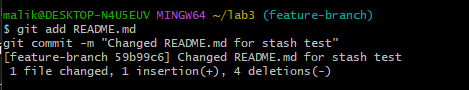 malik@DESKTOP-N4U5EUV MINGW64 ~/lab3 (feature-branch)
$ git add README.md
git commit -m "Changed README.md for stash test"
[feature-branch 59b99c6] Changed README.md for stash test
 1 file changed, 1 insertion(+), 4 deletions(-)